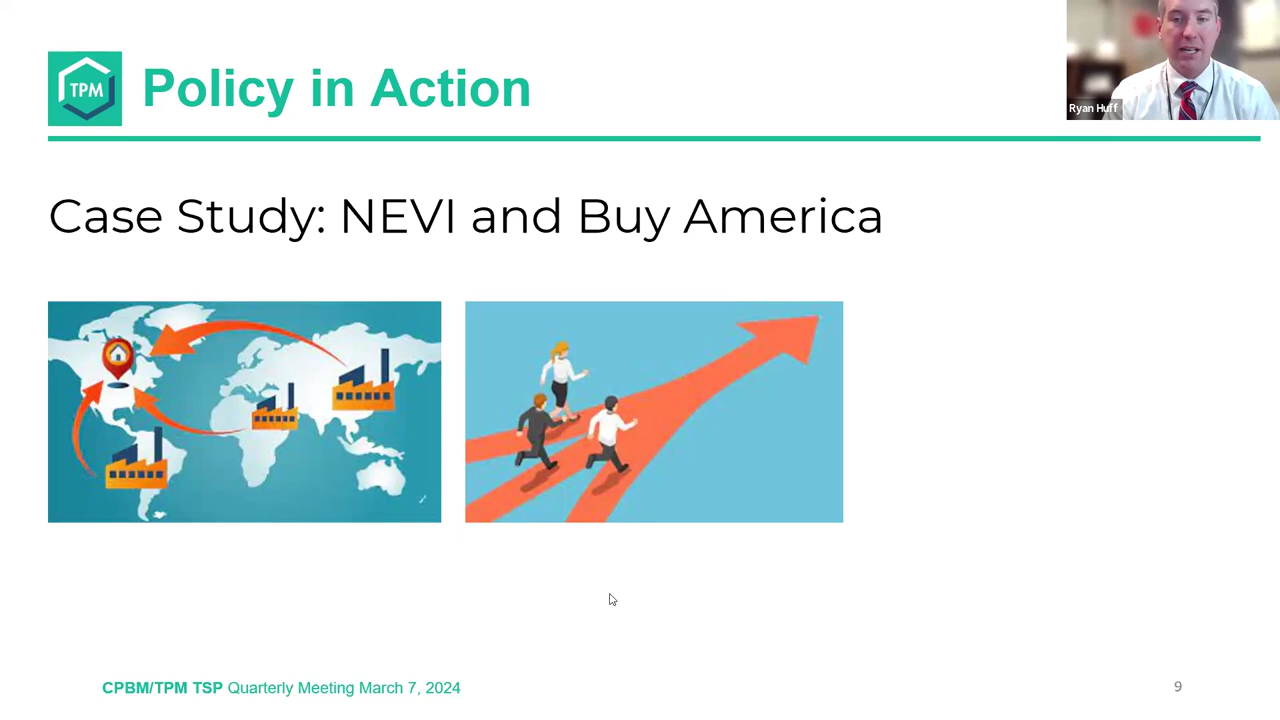 TPM
Policy in Action
Ryan Huff
Case Study: NEVI and Buy America
CPBM/TPM TSP Quarterly Meeting March 7, 2024
9